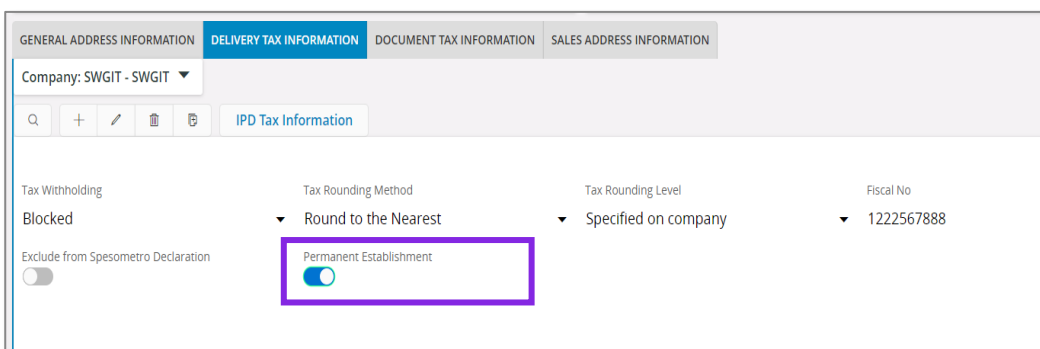 GENERAL ADDRESS INFORMATION DELIVERY TAX INFORMATION DOCUMENT TAX INFORMATION SALES ADDRESS INFORMATION
Company: SWGIT - SWGIT
IPD Tax Information
Tax Withholding Tax Rounding Method Tax Rounding Level Fiscal No
Blocked Round to the Nearest Specified on company 1222567888
Exclude from Spesometro Declaration Permanent Establishment